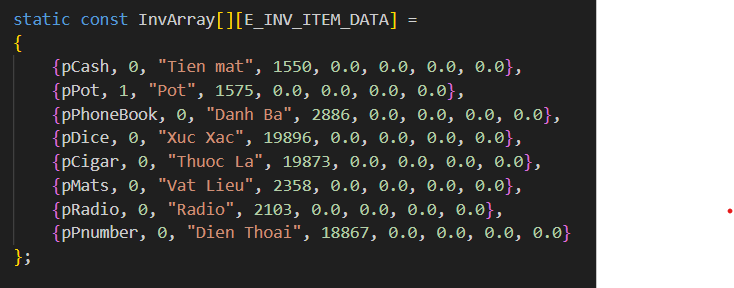 static const InvArray[][E_INV_ITEM_DATA] =
{
    {pCash, 0, "Tien mat", 1550, 0.0, 0.0, 0.0, 0.0},
    {pPot, 1, "Pot", 1575, 0.0, 0.0, 0.0, 0.0},
    {pPhoneBook, 0, "Danh Ba", 2886, 0.0, 0.0, 0.0, 0.0},
    {pDice, 0, "Xuc Xac", 19896, 0.0, 0.0, 0.0, 0.0},
    {pCigar, 0, "Thuoc La", 19873, 0.0, 0.0, 0.0, 0.0},
    {pMats, 0, "Vat Lieu", 2358, 0.0, 0.0, 0.0, 0.0},
    {pRadio, 0, "Radio", 2103, 0.0, 0.0, 0.0, 0.0},
    {pPnumber, 0, "Dien Thoai", 18867, 0.0, 0.0, 0.0, 0.0}
};